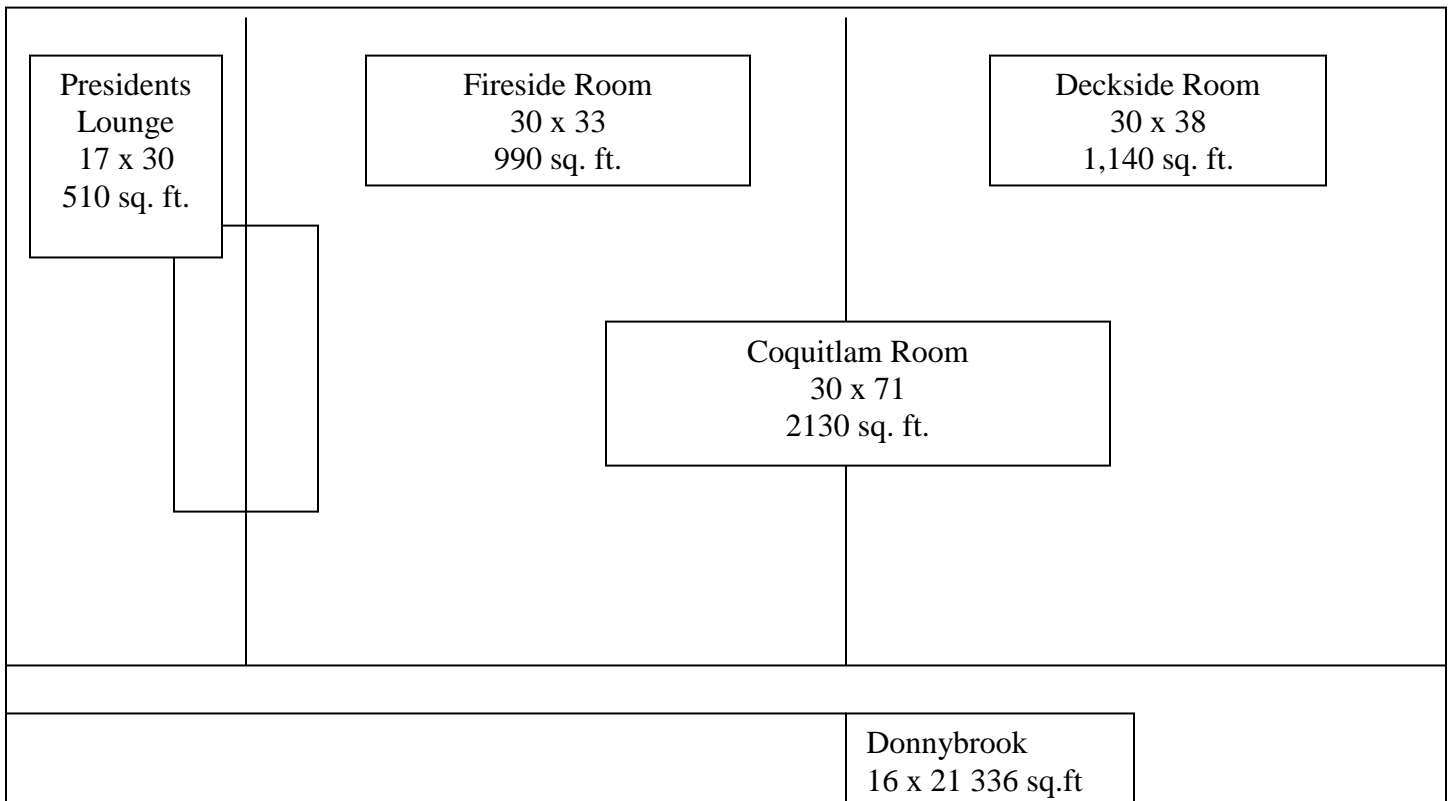 Presidents
Lounge
17 x 30
510 sq. ft.
Fireside Room
30 x 33
990 sq. ft.
Deckside Room
30 x 38
1,140 sq. ft.
Coquitlam Room
30 x 71
2130 sq. ft.
Donnybrook
16 x 21 336 sq.ft